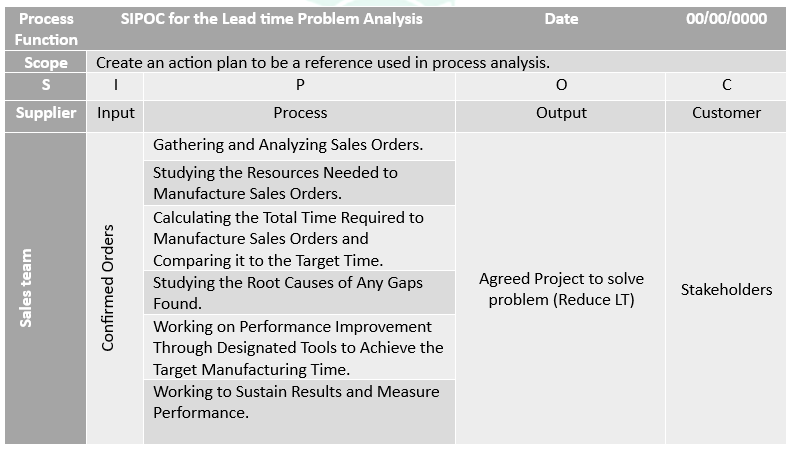 Process Function SIPOC for the Lead time Problem Analysis Date 00/00/0000
Scope Create an action plan to be a reference used in process analysis.
S I P O C
Supplier Input Process Output Customer
Sales team
Confirmed Orders
Gathering and Analyzing Sales Orders.
Studying the Resources Needed to
Manufacture Sales Orders.
Calculating the Total Time Required to
Manufacture Sales Orders and
Comparing it to the Target Time.
Studying the Root Causes of Any Gaps
Found.
Working on Performance Improvement
Through Designated Tools to Achieve the
Target Manufacturing Time.
Working to Sustain Results and Measure
Performance.
Agreed Project to solve
problem (Reduce LT)
Stakeholders